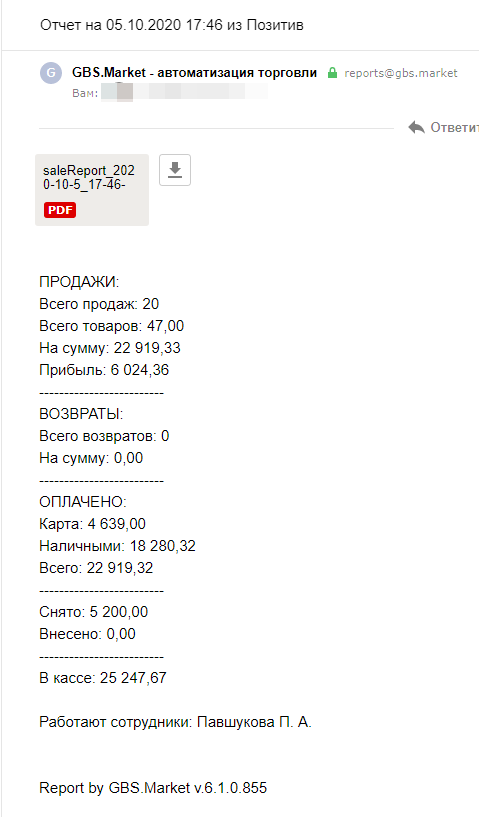 Отчет на 05.10.2020 17:46 из Позитив
G
GBS.Market - автоматизация торговли reports@gbs.market
Вам:
Ответит
saleReport_202
0-10-5_17-46-
PDF
ПРОДАЖИ:
Всего продаж: 20
Всего товаров: 47,00
На сумму: 22 919,33
Прибыль: 6 024,36
-------------------------
ВОЗВРАТЫ:
Всего возвратов: 0
На сумму: 0,00
-------------------------
ОПЛАЧЕНО:
Карта: 4 639,00
Наличными: 18 280,32
Всего: 22 919,32
-------------------------
Снято: 5 200,00
Внесено: 0,00
-------------------------
В кассе: 25 247,67
Работают сотрудники: Павшукова П. А.
Report by GBS.Market v.6.1.0.855